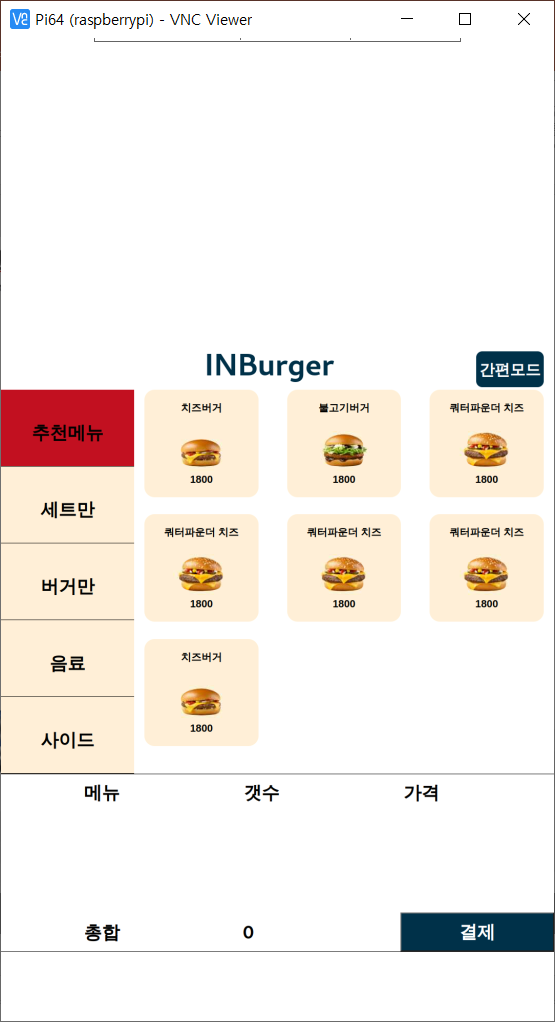 Pi64 (raspberrypi) - VNC Viewer
INBurger
간편모드
추천메뉴
세트만
버거만
음료
사이드
치즈버거
1800
불고기버거
1800
쿼터파운더 치즈
1800
쿼터파운더 치즈
1800
쿼터파운더 치즈
1800
쿼터파운더 치즈
1800
치즈버거
1800
메뉴 갯수 가격
총합 0 결제